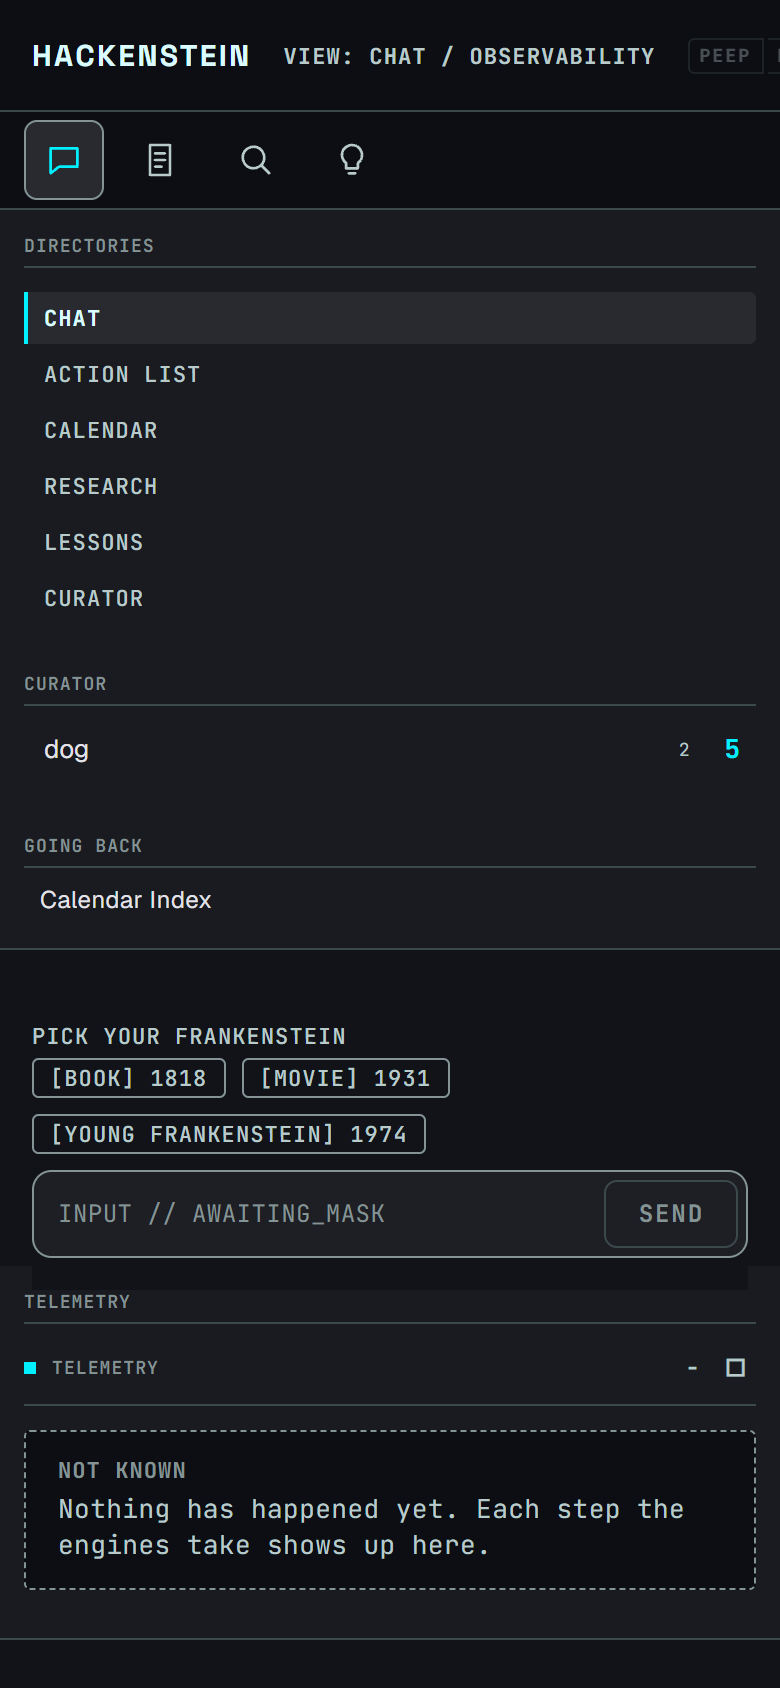 HACKENSTEIN VIEW: CHAT / OBSERVABILITY PEEP
DIRECTORIES
CHAT
ACTION LIST
CALENDAR
RESEARCH
LESSONS
CURATOR
CURATOR
dog 2 5
GOING BACK
Calendar Index
PICK YOUR FRANKENSTEIN
[BOOK] 1818 [MOVIE] 1931
[YOUNG FRANKENSTEIN] 1974
INPUT // AWAITING_MASK SEND
TELEMETRY
TELEMETRY -
NOT KNOWN
Nothing has happened yet. Each step the
engines take shows up here.